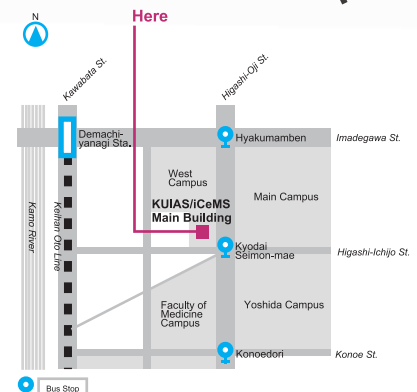 N
Here
Kawabata St.
Higashi-Oji St.
Demachi-
yanagi Sta.
Hyakumamben
Imadegawa St.
West
Campus
Main Campus
KUIAS/iCeMS
Main Building
Kamo River
Keihan Oto Line
Kyodai
Seimon-mae
Higashi-Ichijo St.
Faculty of
Medicine
Campus
Yoshida Campus
Konoedori
Konoe St.
Bus Stop